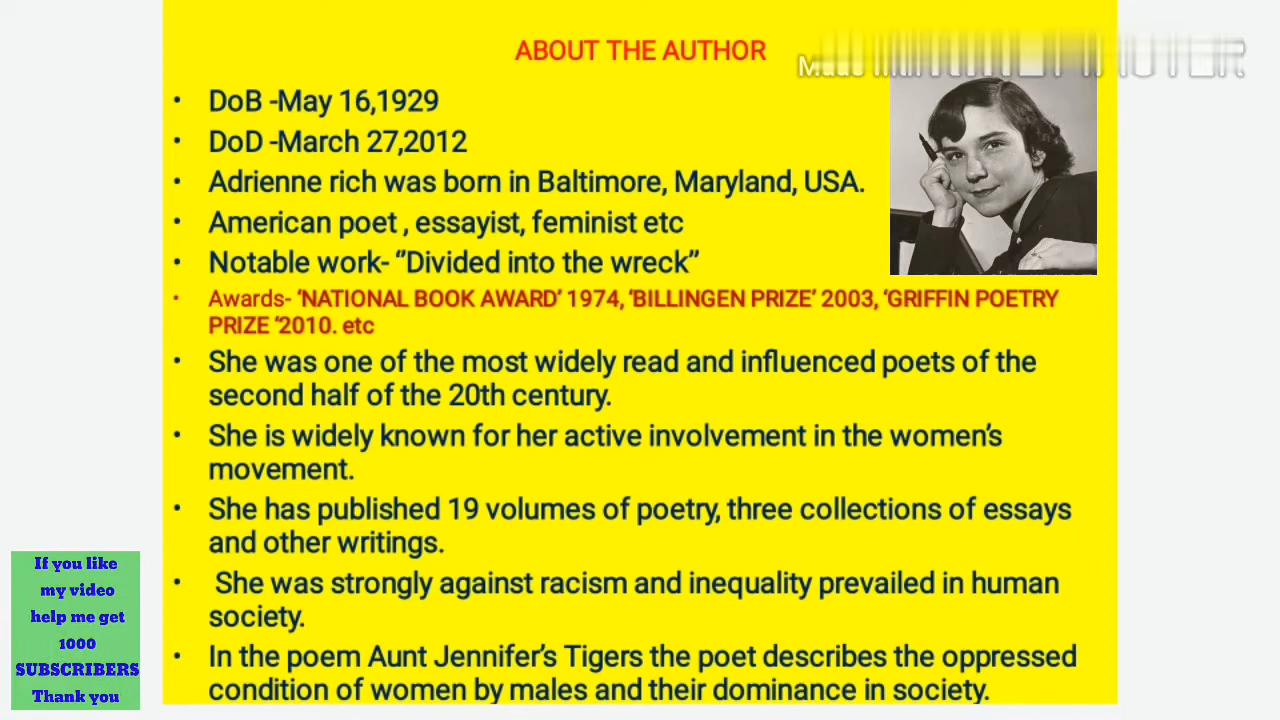 ABOUT THE AUTHOR
• DoB -May 16,1929
• DoD -March 27,2012
• Adrienne rich was born in Baltimore, Maryland, USA.
• American poet , essayist, feminist etc
• Notable work- “Divided into the wreck”
• Awards- ‘NATIONAL BOOK AWARD’ 1974, ‘BILLINGEN PRIZE’ 2003, ‘GRIFFIN POETRY
PRIZE ‘2010. etc
• She was one of the most widely read and influenced poets of the
second half of the 20th century.
• She is widely known for her active involvement in the women’s
movement.
• She has published 19 volumes of poetry, three collections of essays
and other writings.
• She was strongly against racism and inequality prevailed in human
society.
• In the poem Aunt Jennifer’s Tigers the poet describes the oppressed
condition of women by males and their dominance in society.
If you like
my video
help me get
1000
SUBSCRIBERS
Thank you